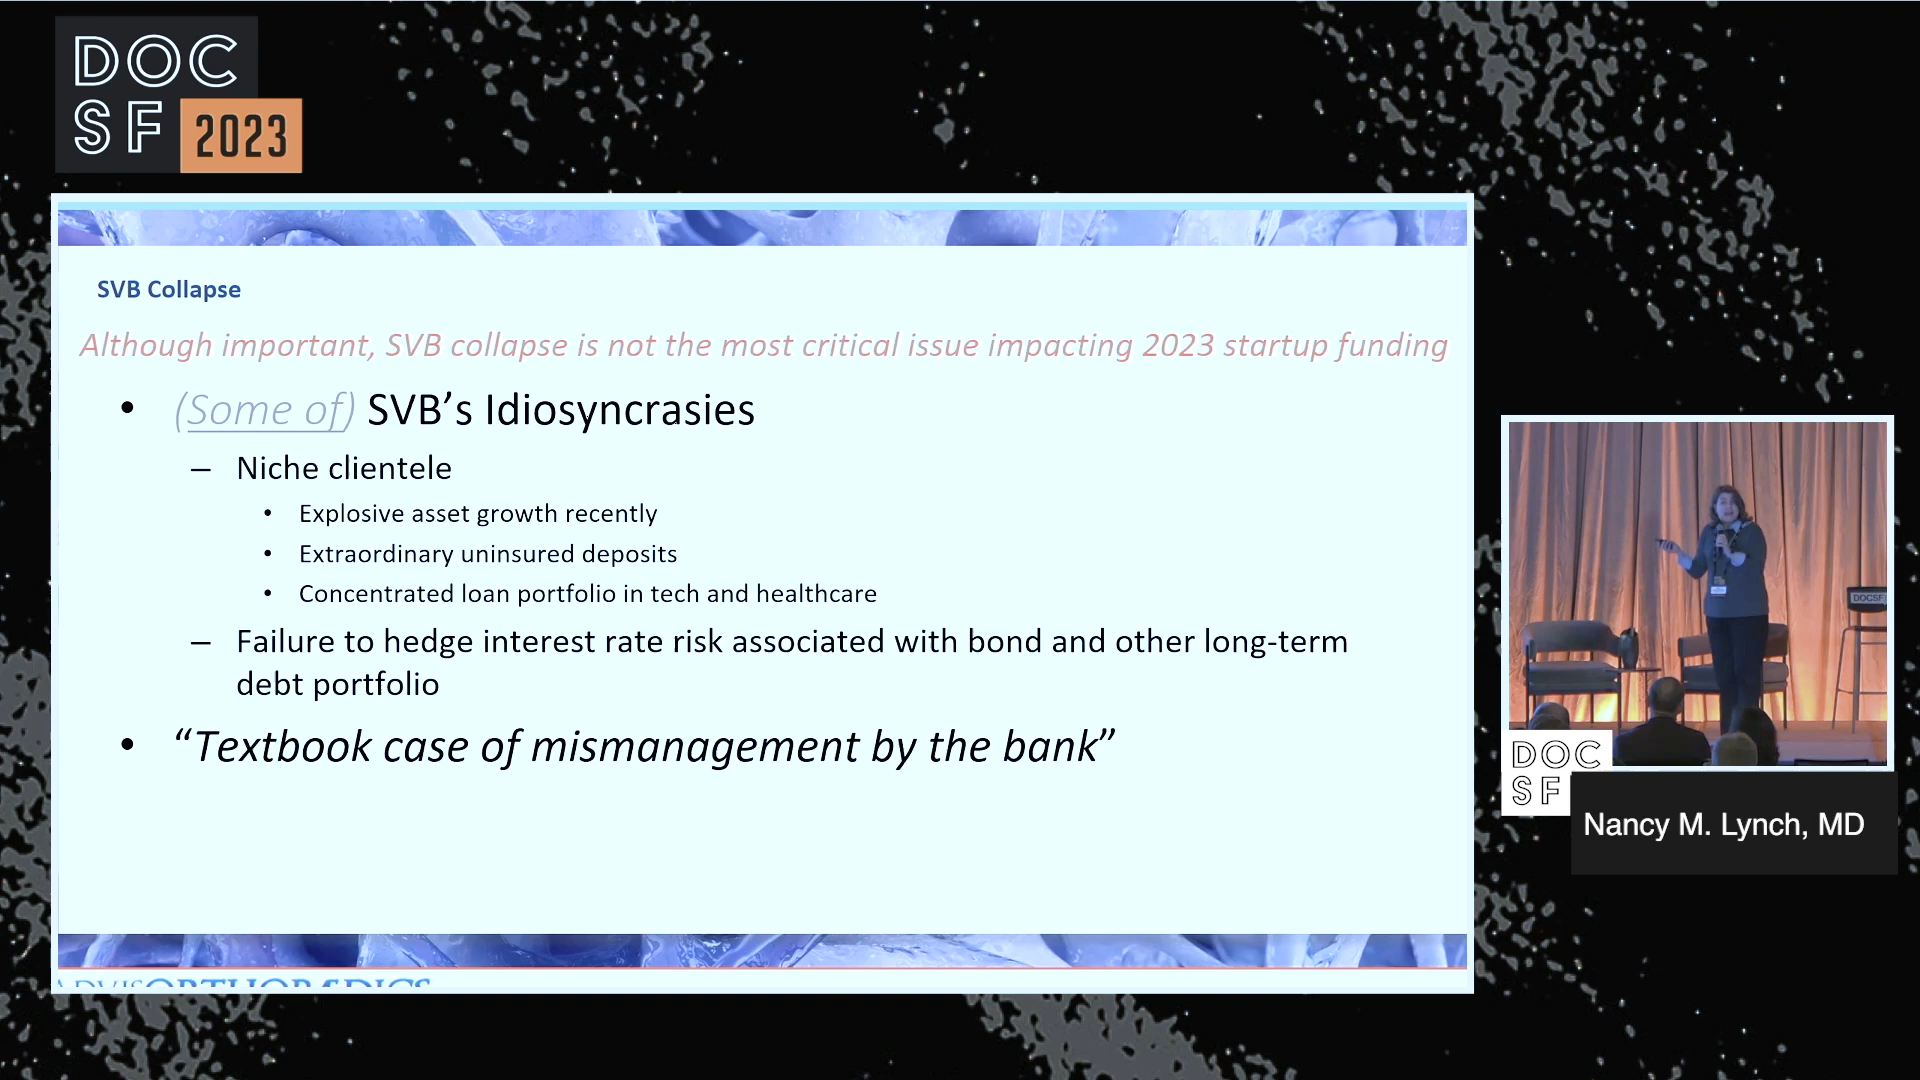 DOC
SF 2023
SVB Collapse
Although important, SVB collapse is not the most critical issue impacting 2023 startup funding
• (Some of) SVB’s Idiosyncrasies
– Niche clientele
• Explosive asset growth recently
• Extraordinary uninsured deposits
• Concentrated loan portfolio in tech and healthcare
– Failure to hedge interest rate risk associated with bond and other long-term
debt portfolio
• “Textbook case of mismanagement by the bank”
DOCSF
DOC
SF
Nancy M. Lynch, MD